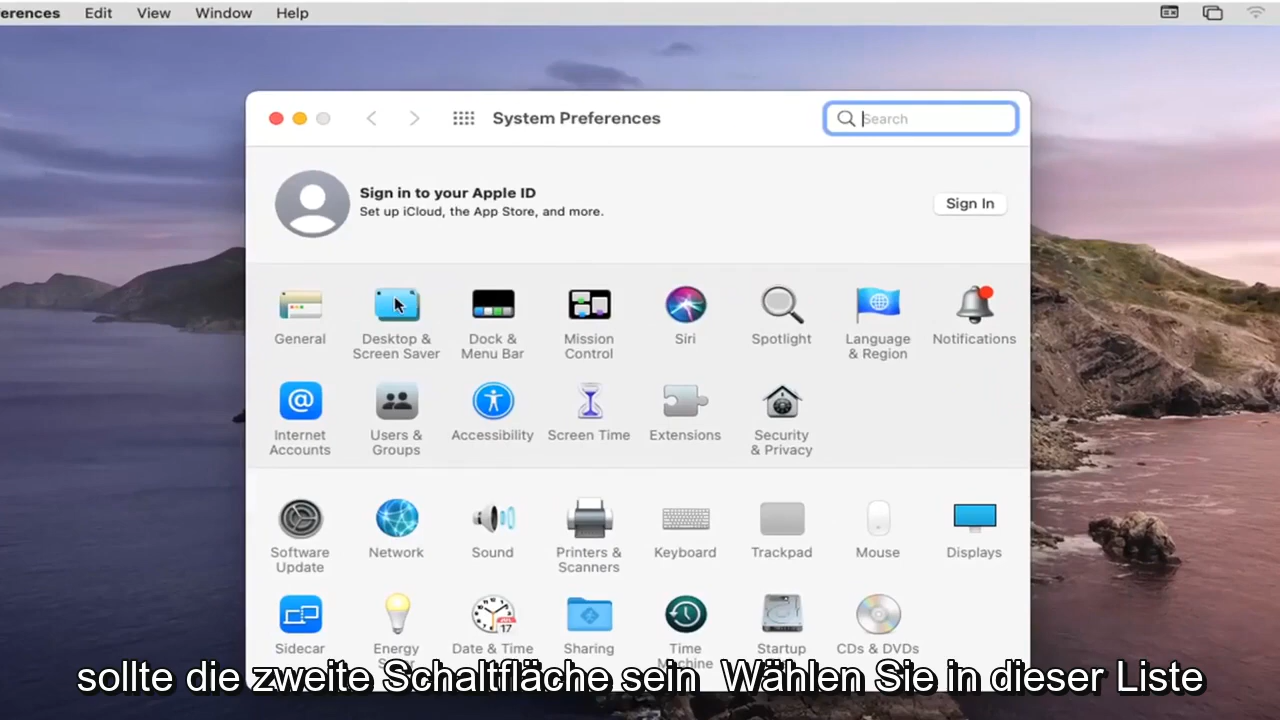 erences Edit View Window Help
System Preferences
Search
Sign in to your Apple ID
Set up iCloud, the App Store, and more.
Sign In
General
Desktop &
Screen Saver
Dock &
Menu Bar
Mission
Control
Siri
Spotlight
Language
& Region
Notifications
Internet
Accounts
Users &
Groups
Accessibility
Screen Time
Extensions
Security
& Privacy
Software
Update
Network
Sound
Printers &
Scanners
Keyboard
Trackpad
Mouse
Displays
Sidecar
Energy
Date & Time
Sharing
Time
Machine
Startup
CDs & DVDs
sollte die zweite Schaltfläche sein Wählen Sie in dieser Liste